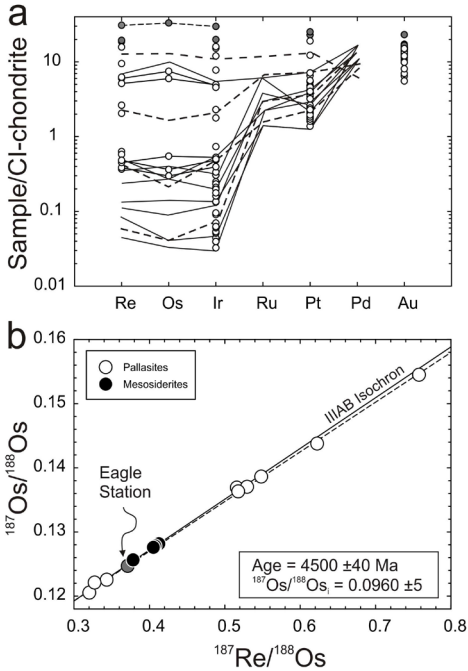 a
Sample/CI-chondrite
10
1
0.1
0.01
Re Os Ir Ru Pt Pd Au
b
187Os/188Os
0.16
0.15
0.14
0.13
0.12
Pallasites
Mesosiderites
IIIAB Isochron
Eagle
Station
Age = 4500 ±40 Ma
187Os/188Osi = 0.0960 ±5
0.3 0.4 0.5 0.6 0.7 0.8
187Re/188Os